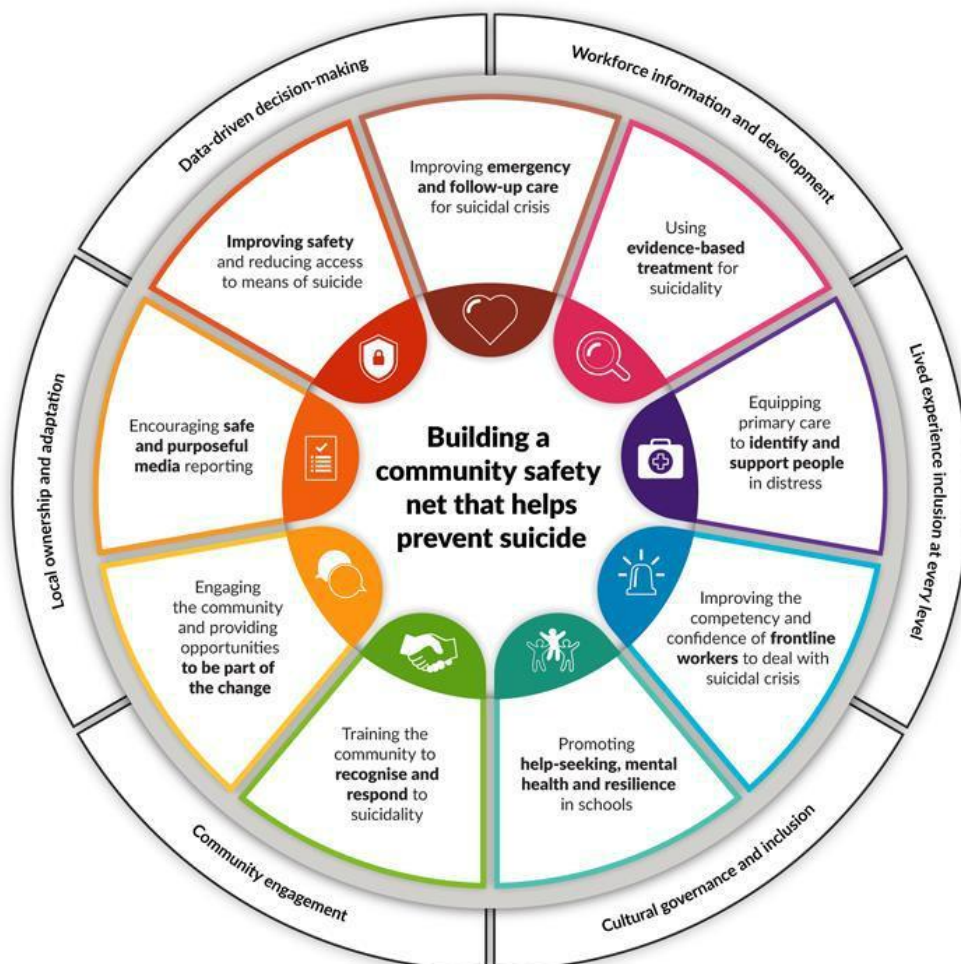 Data-driven decision-making
Workforce information and development
Lived experience inclusion at every level
Cultural governance and inclusion
Community engagement
Local ownership and adaptation
Improving emergency
and follow-up care
for suicidal crisis
Using
evidence-based
treatment for
suicidality
Equipping
primary care
to identify and
support people
in distress
Improving the
competency and
confidence of frontline
workers to deal with
suicidal crisis
Promoting
help-seeking, mental
health and resilience
in schools
Training the
community to
recognise and
respond to
suicidality
Engaging
the community
and providing
opportunities
to be part of
the change
Encouraging safe
and purposeful
media reporting
Improving safety
and reducing access
to means of suicide
Building a
community safety
net that helps
prevent suicide